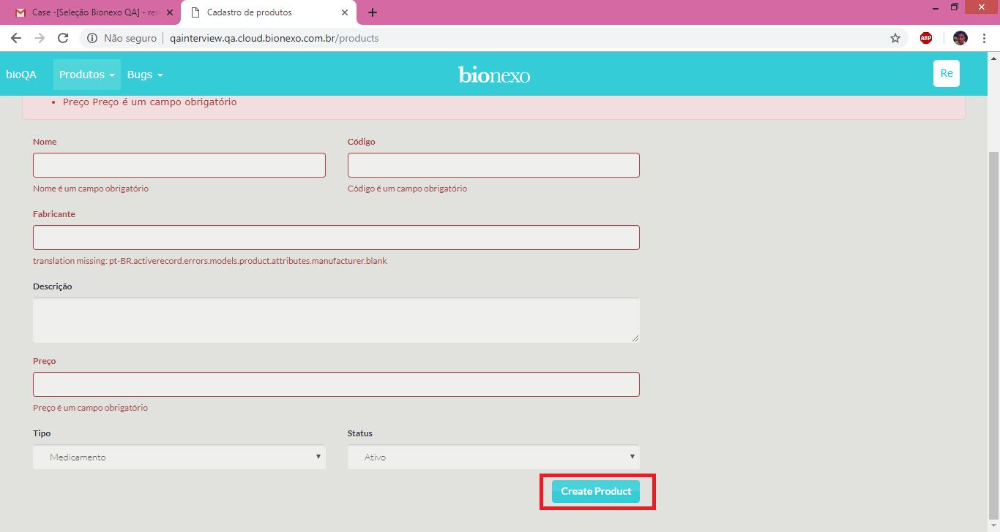 Case -[Seleção Bionexo QA] - ren
Cadastro de produtos
Não seguro
qainterview.qa.cloud.bionexo.com.br/products
ABP
bioQA
Produtos
Bugs
bionexo
Re
Preço Preço é um campo obrigatório
Nome
Código
Nome é um campo obrigatório
Código é um campo obrigatório
Fabricante
translation missing: pt-BR.activerecord.errors.models.product.attributes.manufacturer.blank
Descrição
Preço
Preço é um campo obrigatório
Tipo
Status
Medicamento
Ativo
Create Product